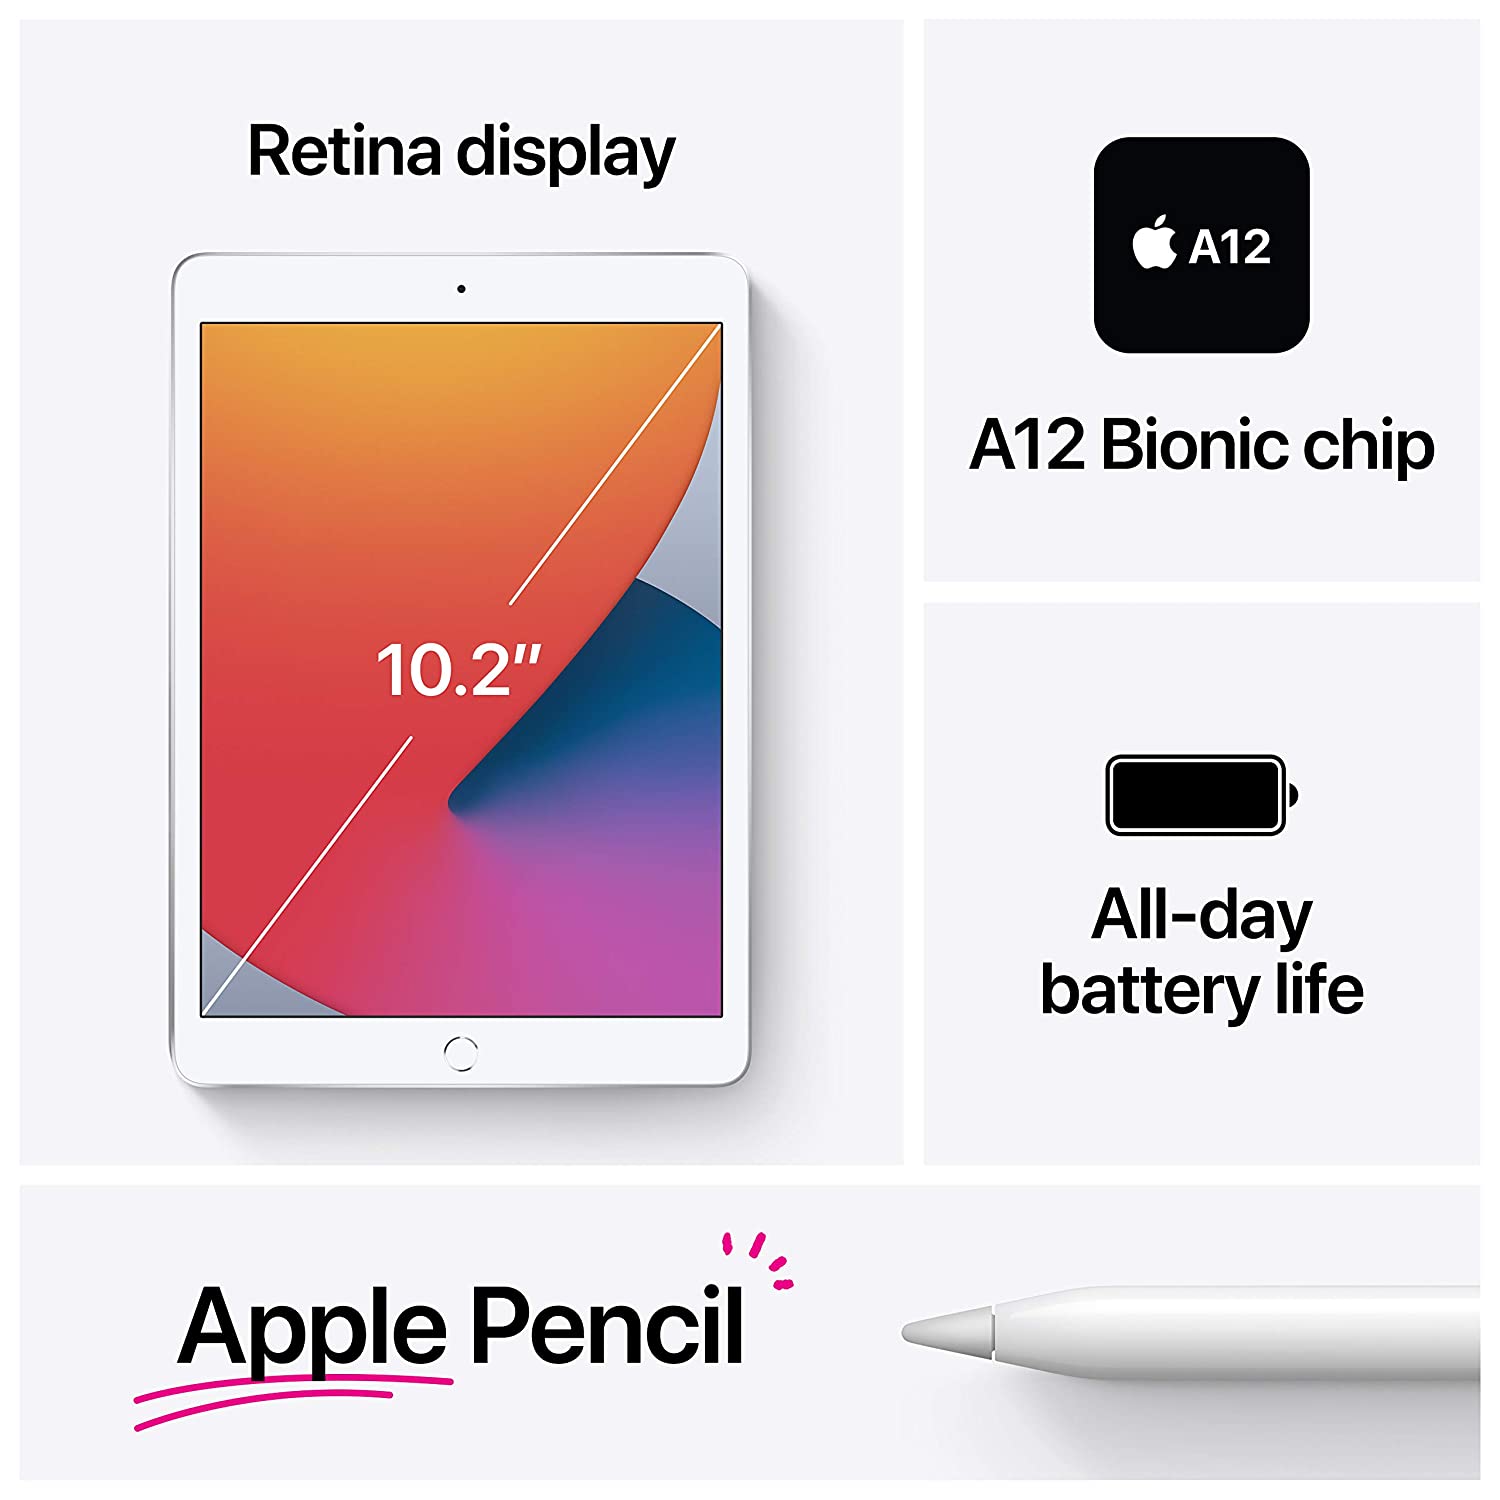 Retina display
10.2"
A12
A12 Bionic chip
All-day
battery life
Apple Pencil